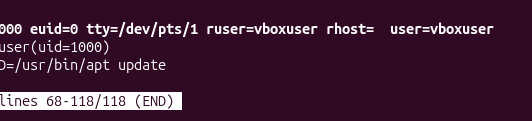 000 euid=0 tty=/dev/pts/1 ruser=vboxuser rhost=  user=vboxuser
user(uid=1000)
D=/usr/bin/apt update
lines 68-118/118 (END)